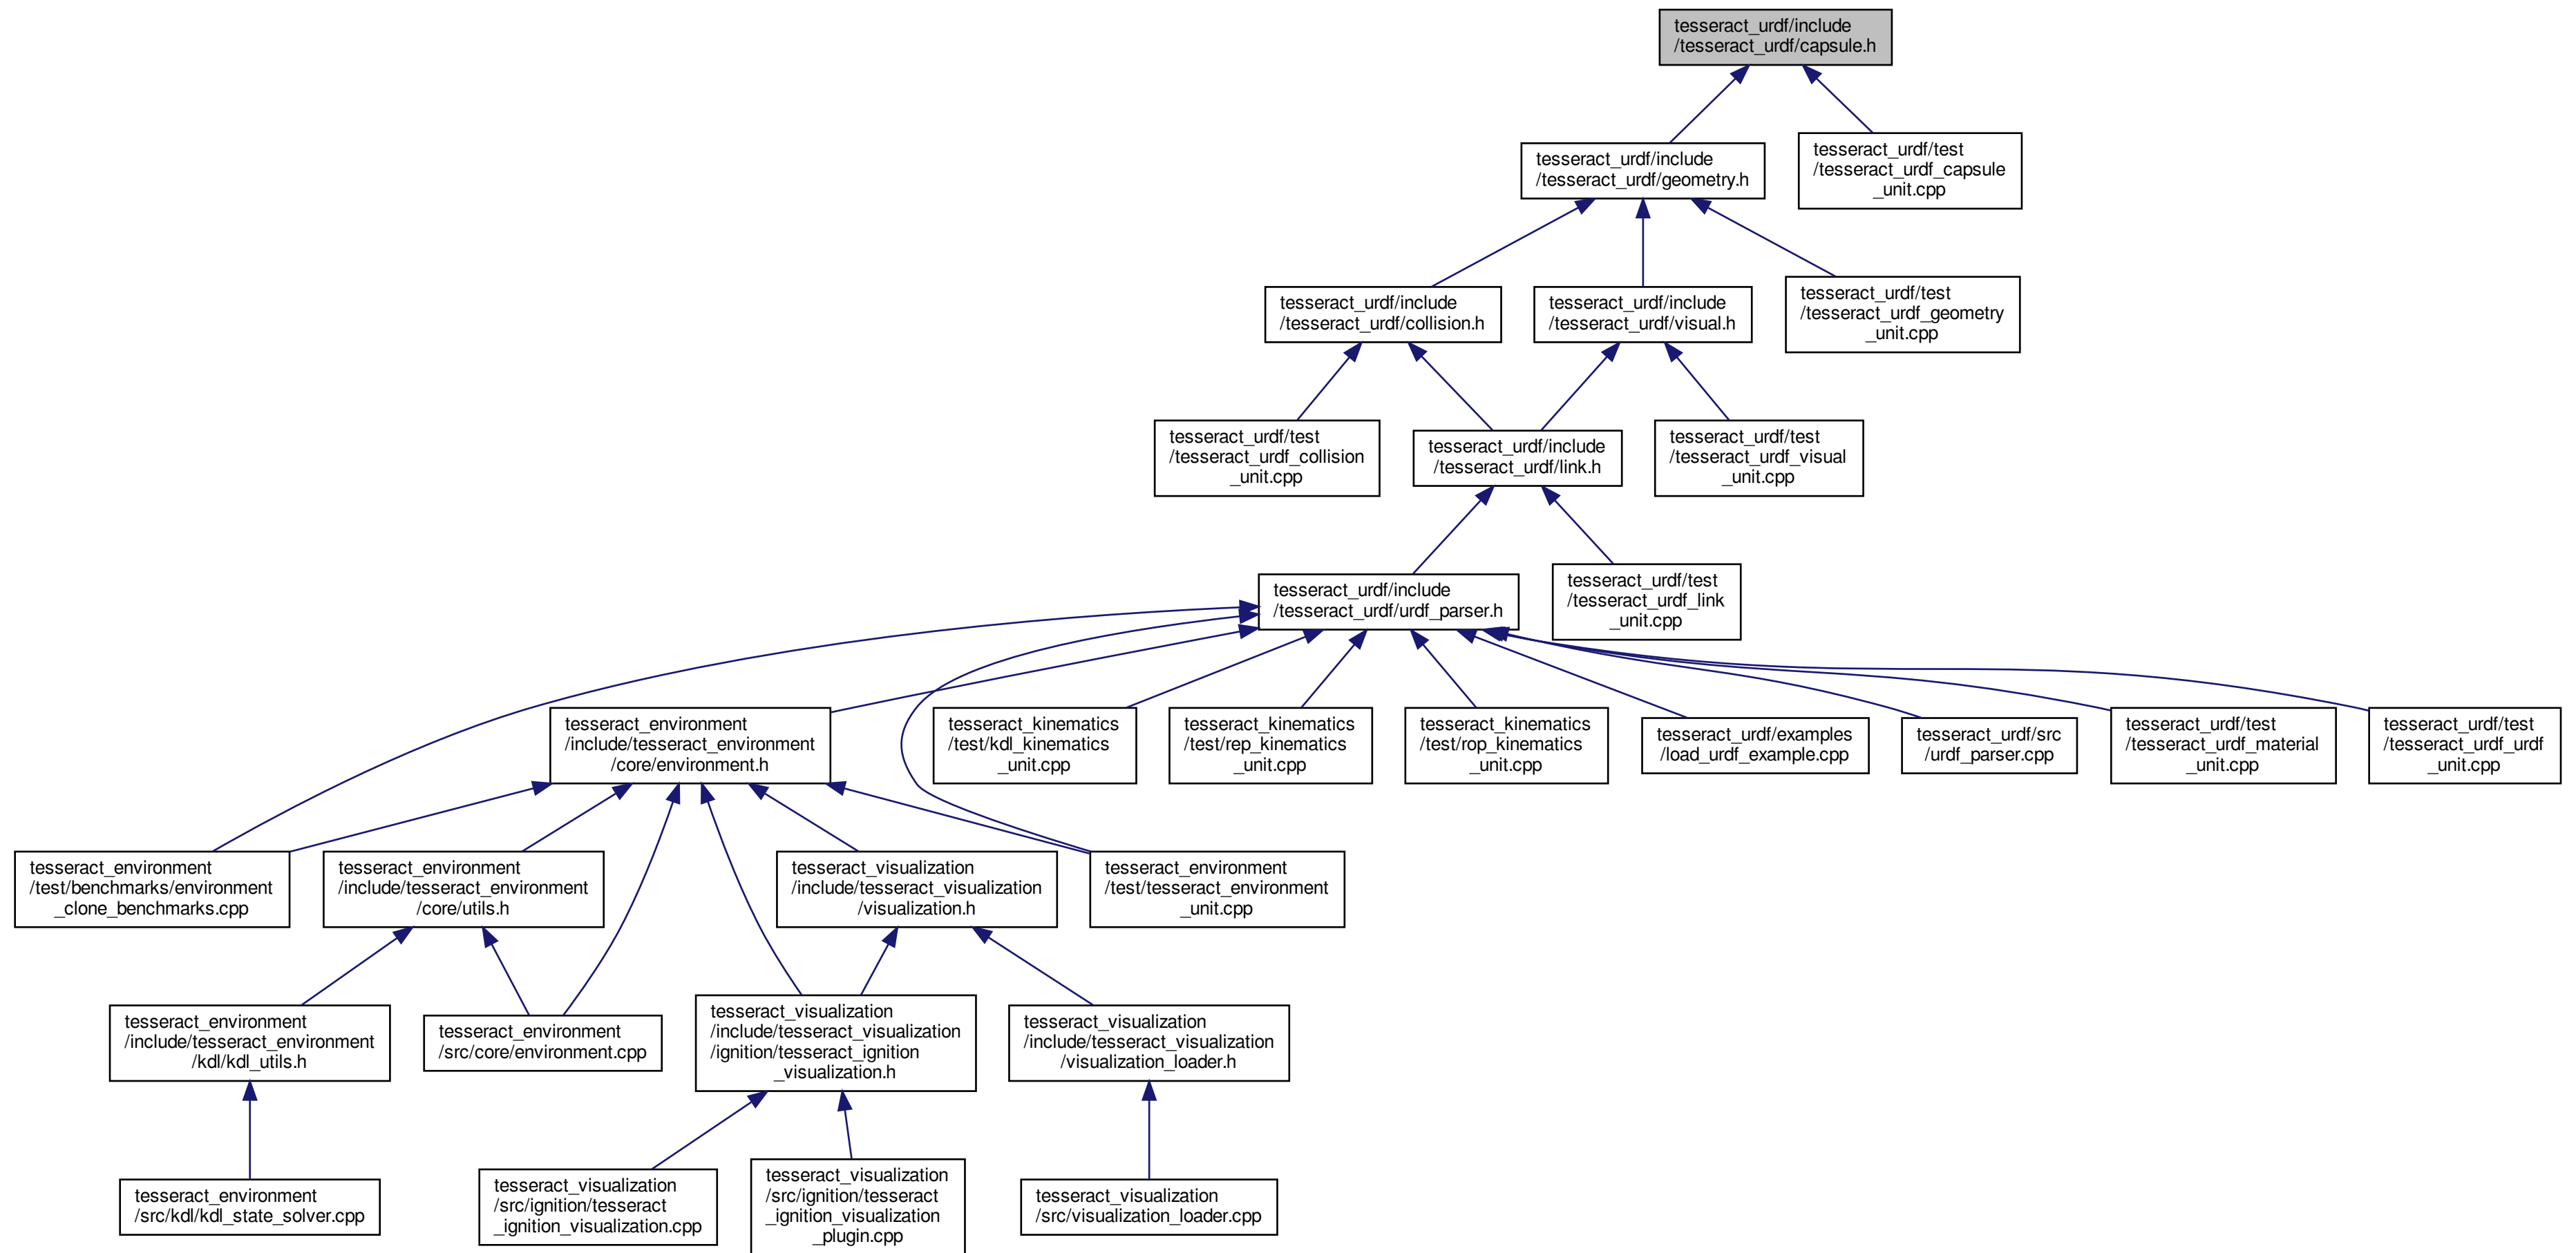 tesseract_urdf/include
/tesseract_urdf/capsule.h
tesseract_urdf/include
/tesseract_urdf/geometry.h
tesseract_urdf/test
/tesseract_urdf_capsule
_unit.cpp
tesseract_urdf/include
/tesseract_urdf/collision.h
tesseract_urdf/include
/tesseract_urdf/visual.h
tesseract_urdf/test
/tesseract_urdf_geometry
_unit.cpp
tesseract_urdf/test
/tesseract_urdf_collision
_unit.cpp
tesseract_urdf/include
/tesseract_urdf/link.h
tesseract_urdf/test
/tesseract_urdf_visual
_unit.cpp
tesseract_urdf/include
/tesseract_urdf/urdf_parser.h
tesseract_urdf/test
/tesseract_urdf_link
_unit.cpp
tesseract_environment
/include/tesseract_environment
/core/environment.h
tesseract_kinematics
/test/kdl_kinematics
_unit.cpp
tesseract_kinematics
/test/rep_kinematics
_unit.cpp
tesseract_kinematics
/test/rop_kinematics
_unit.cpp
tesseract_urdf/examples
/load_urdf_example.cpp
tesseract_urdf/src
/urdf_parser.cpp
tesseract_urdf/test
/tesseract_urdf_material
_unit.cpp
tesseract_urdf/test
/tesseract_urdf_urdf
_unit.cpp
tesseract_environment
/test/benchmarks/environment
_clone_benchmarks.cpp
tesseract_environment
/include/tesseract_environment
/core/utils.h
tesseract_visualization
/include/tesseract_visualization
/visualization.h
tesseract_environment
/test/tesseract_environment
_unit.cpp
tesseract_environment
/include/tesseract_environment
/kdl/kdl_utils.h
tesseract_environment
/src/core/environment.cpp
tesseract_visualization
/include/tesseract_visualization
/ignition/tesseract_ignition
_visualization.h
tesseract_visualization
/include/tesseract_visualization
/visualization_loader.h
tesseract_environment
/src/kdl/kdl_state_solver.cpp
tesseract_visualization
/src/ignition/tesseract
_ignition_visualization.cpp
tesseract_visualization
/src/ignition/tesseract
_ignition_visualization
_plugin.cpp
tesseract_visualization
/src/visualization_loader.cpp